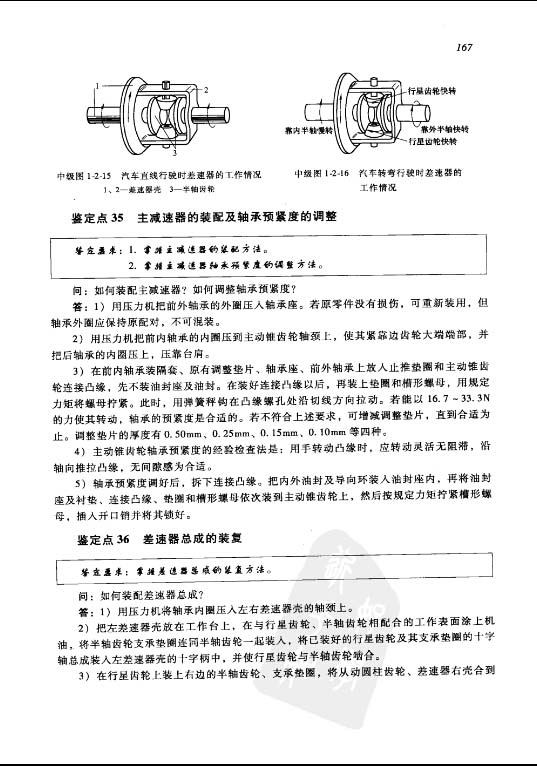 167
1
2
3
行星齿轮快转
靠内半轴慢转
靠外半轴快转
行星齿轮快转
中级图 1-2-15 汽车直线行驶时差速器的工作情况
1、2—差速器壳 3—半轴齿轮
中级图 1-2-16 汽车转弯行驶时差速器的
工作情况
鉴定点 35 主减速器的装配及轴承预紧度的调整
鉴定要求：1. 掌握主减速器的装配方法。
2. 掌握主减速器轴承预紧度的调整方法。
问：如何装配主减速器？如何调整轴承预紧度？
答：1）用压力机把前外轴承的外圈压入轴承座。若原零件没有损伤，可重新装用，但
轴承外圈应保持原配对，不可混装。
2）用压力机把前内轴承的内圈压到主动锥齿轮轴颈上，使其紧靠边齿轮大端端部，并
把后轴承的内圈压上，压靠台肩。
3）在前内轴承装隔套、原有调整垫片、轴承座、前外轴承上放入止推垫圈和主动锥齿
轮连接凸缘，先不装油封座及油封。在装好连接凸缘以后，再装上垫圈和槽形螺母，用规定
力矩将螺母拧紧。此时，用弹簧秤钩在凸缘螺孔处沿切线方向拉动。若能以 16.7 ~ 33.3N
的力使其转动，轴承的预紧度是合适的。若不符合上述要求，可增减调整垫片，直到合适为
止。调整垫片的厚度有 0.50mm、0.25mm、0.15mm、0.10mm 等四种。
4）主动锥齿轮轴承预紧度的经验检查法是：用手转动凸缘时，应转动灵活无阻滞，沿
轴向推拉凸缘，无间隙感为合适。
5）轴承预紧度调好后，拆下连接凸缘。把内外油封及导向环装入油封座内，再将油封
座及衬垫、连接凸缘、垫圈和槽形螺母依次装到主动锥齿轮上，然后按规定力矩拧紧槽形螺
母，插入开口销并将其锁好。
鉴定点 36 差速器总成的装复
鉴定要求：掌握差速器总成的装复方法。
问：如何装配差速器总成？
答：1）用压力机将轴承内圈压入左右差速器壳的轴颈上。
2）把左差速器壳放在工作台上，在与行星齿轮、半轴齿轮相配合的工作表面涂上机
油，将半轴齿轮支承垫圈连同半轴齿轮一起装入，将已装好的行星齿轮及其支承垫圈的十字
轴总成装入左差速器壳的十字柄中，并使行星齿轮与半轴齿轮啮合。
3）在行星齿轮上装上右边的半轴齿轮、支承垫圈，将从动圆柱齿轮、差速器右壳合到